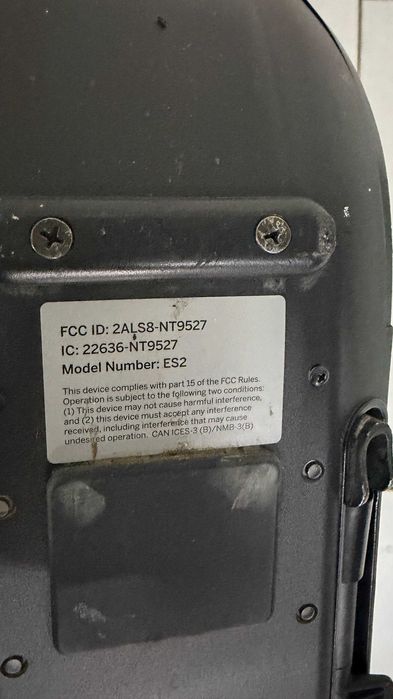 FCC ID: 2ALS8-NT9527
IC: 22636-NT9527
Model Number: ES2
This device complies with part 15 of the FCC Rules.
Operation is subject to the following two conditions:
(1) This device may not cause harmful interference,
and (2) this device must accept any interference
received, including interference that may cause
undesired operation. CAN ICES-3 (B)/NMB-3(B)